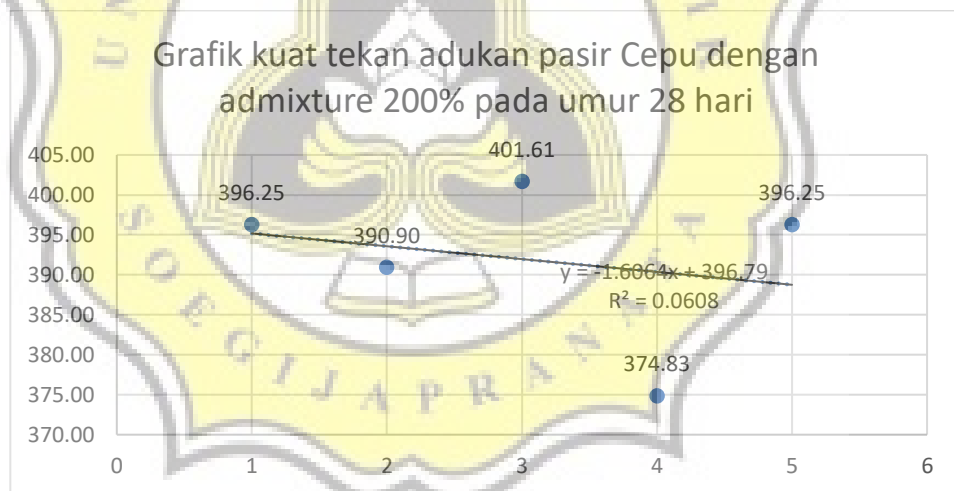 Grafik kuat tekan adukan pasir Cepu dengan
admixture 200% pada umur 28 hari
405.00
400.00
395.00
390.00
385.00
380.00
375.00
370.00
396.25
390.90
401.61
374.83
396.25
y = -1.6064x + 396.79
R² = 0.0608
0 1 2 3 4 5 6
SOEGIJAPRANATA